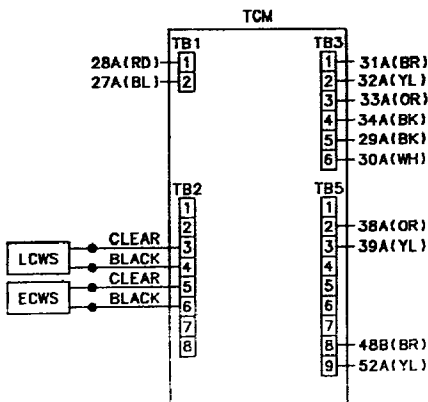 TCM
TB1 TB3
28A(RD) 1 1 31A(BR)
27A(BL) 2 2 32A(YL)
3 33A(OR)
4 34A(BK)
5 29A(BK)
6 30A(WH)
TB2 TB5
1 1
2 2 38A(OR)
LCWS CLEAR 3 3 39A(YL)
BLACK 4 4
ECWS CLEAR 5 5
BLACK 6 6
7 7
8 8 48B(BR)
9 52A(YL)